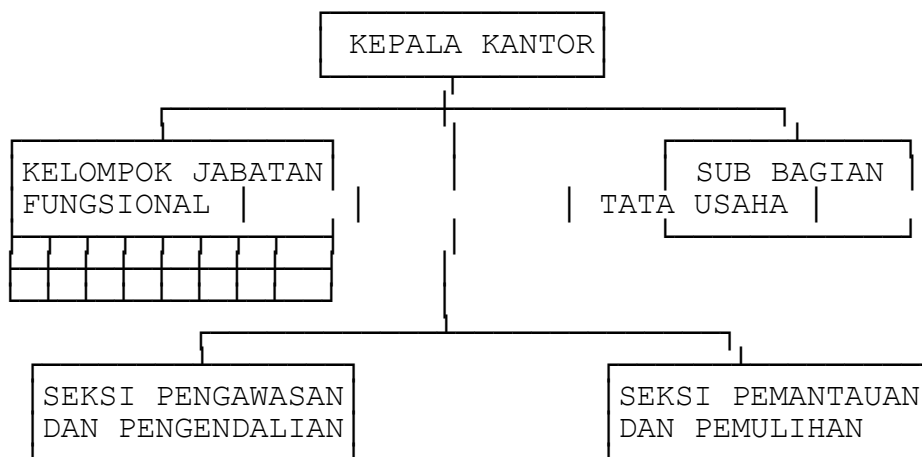 KEPALA KANTOR
KELOMPOK JABATAN
FUNGSIONAL
SUB BAGIAN
TATA USAHA
SEKSI PENGAWASAN
DAN PENGENDALIAN
SEKSI PEMANTAUAN
DAN PEMULIHAN